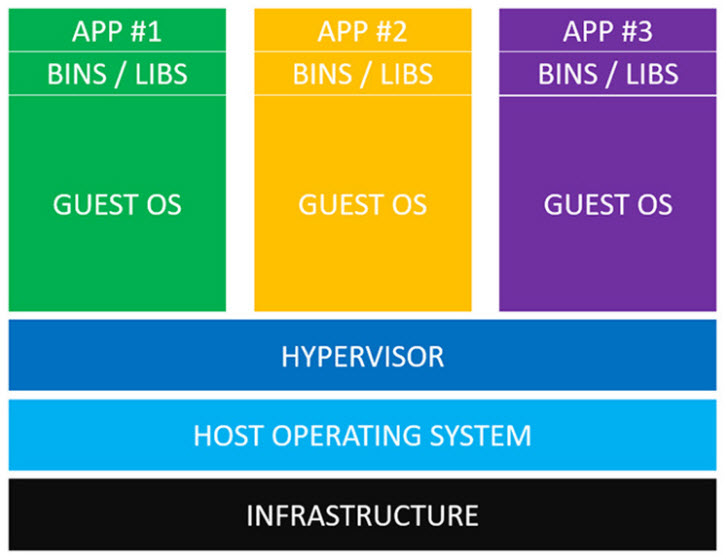 APP #1
BINS / LIBS
GUEST OS
APP #2
BINS / LIBS
GUEST OS
APP #3
BINS / LIBS
GUEST OS
HYPERVISOR
HOST OPERATING SYSTEM
INFRASTRUCTURE